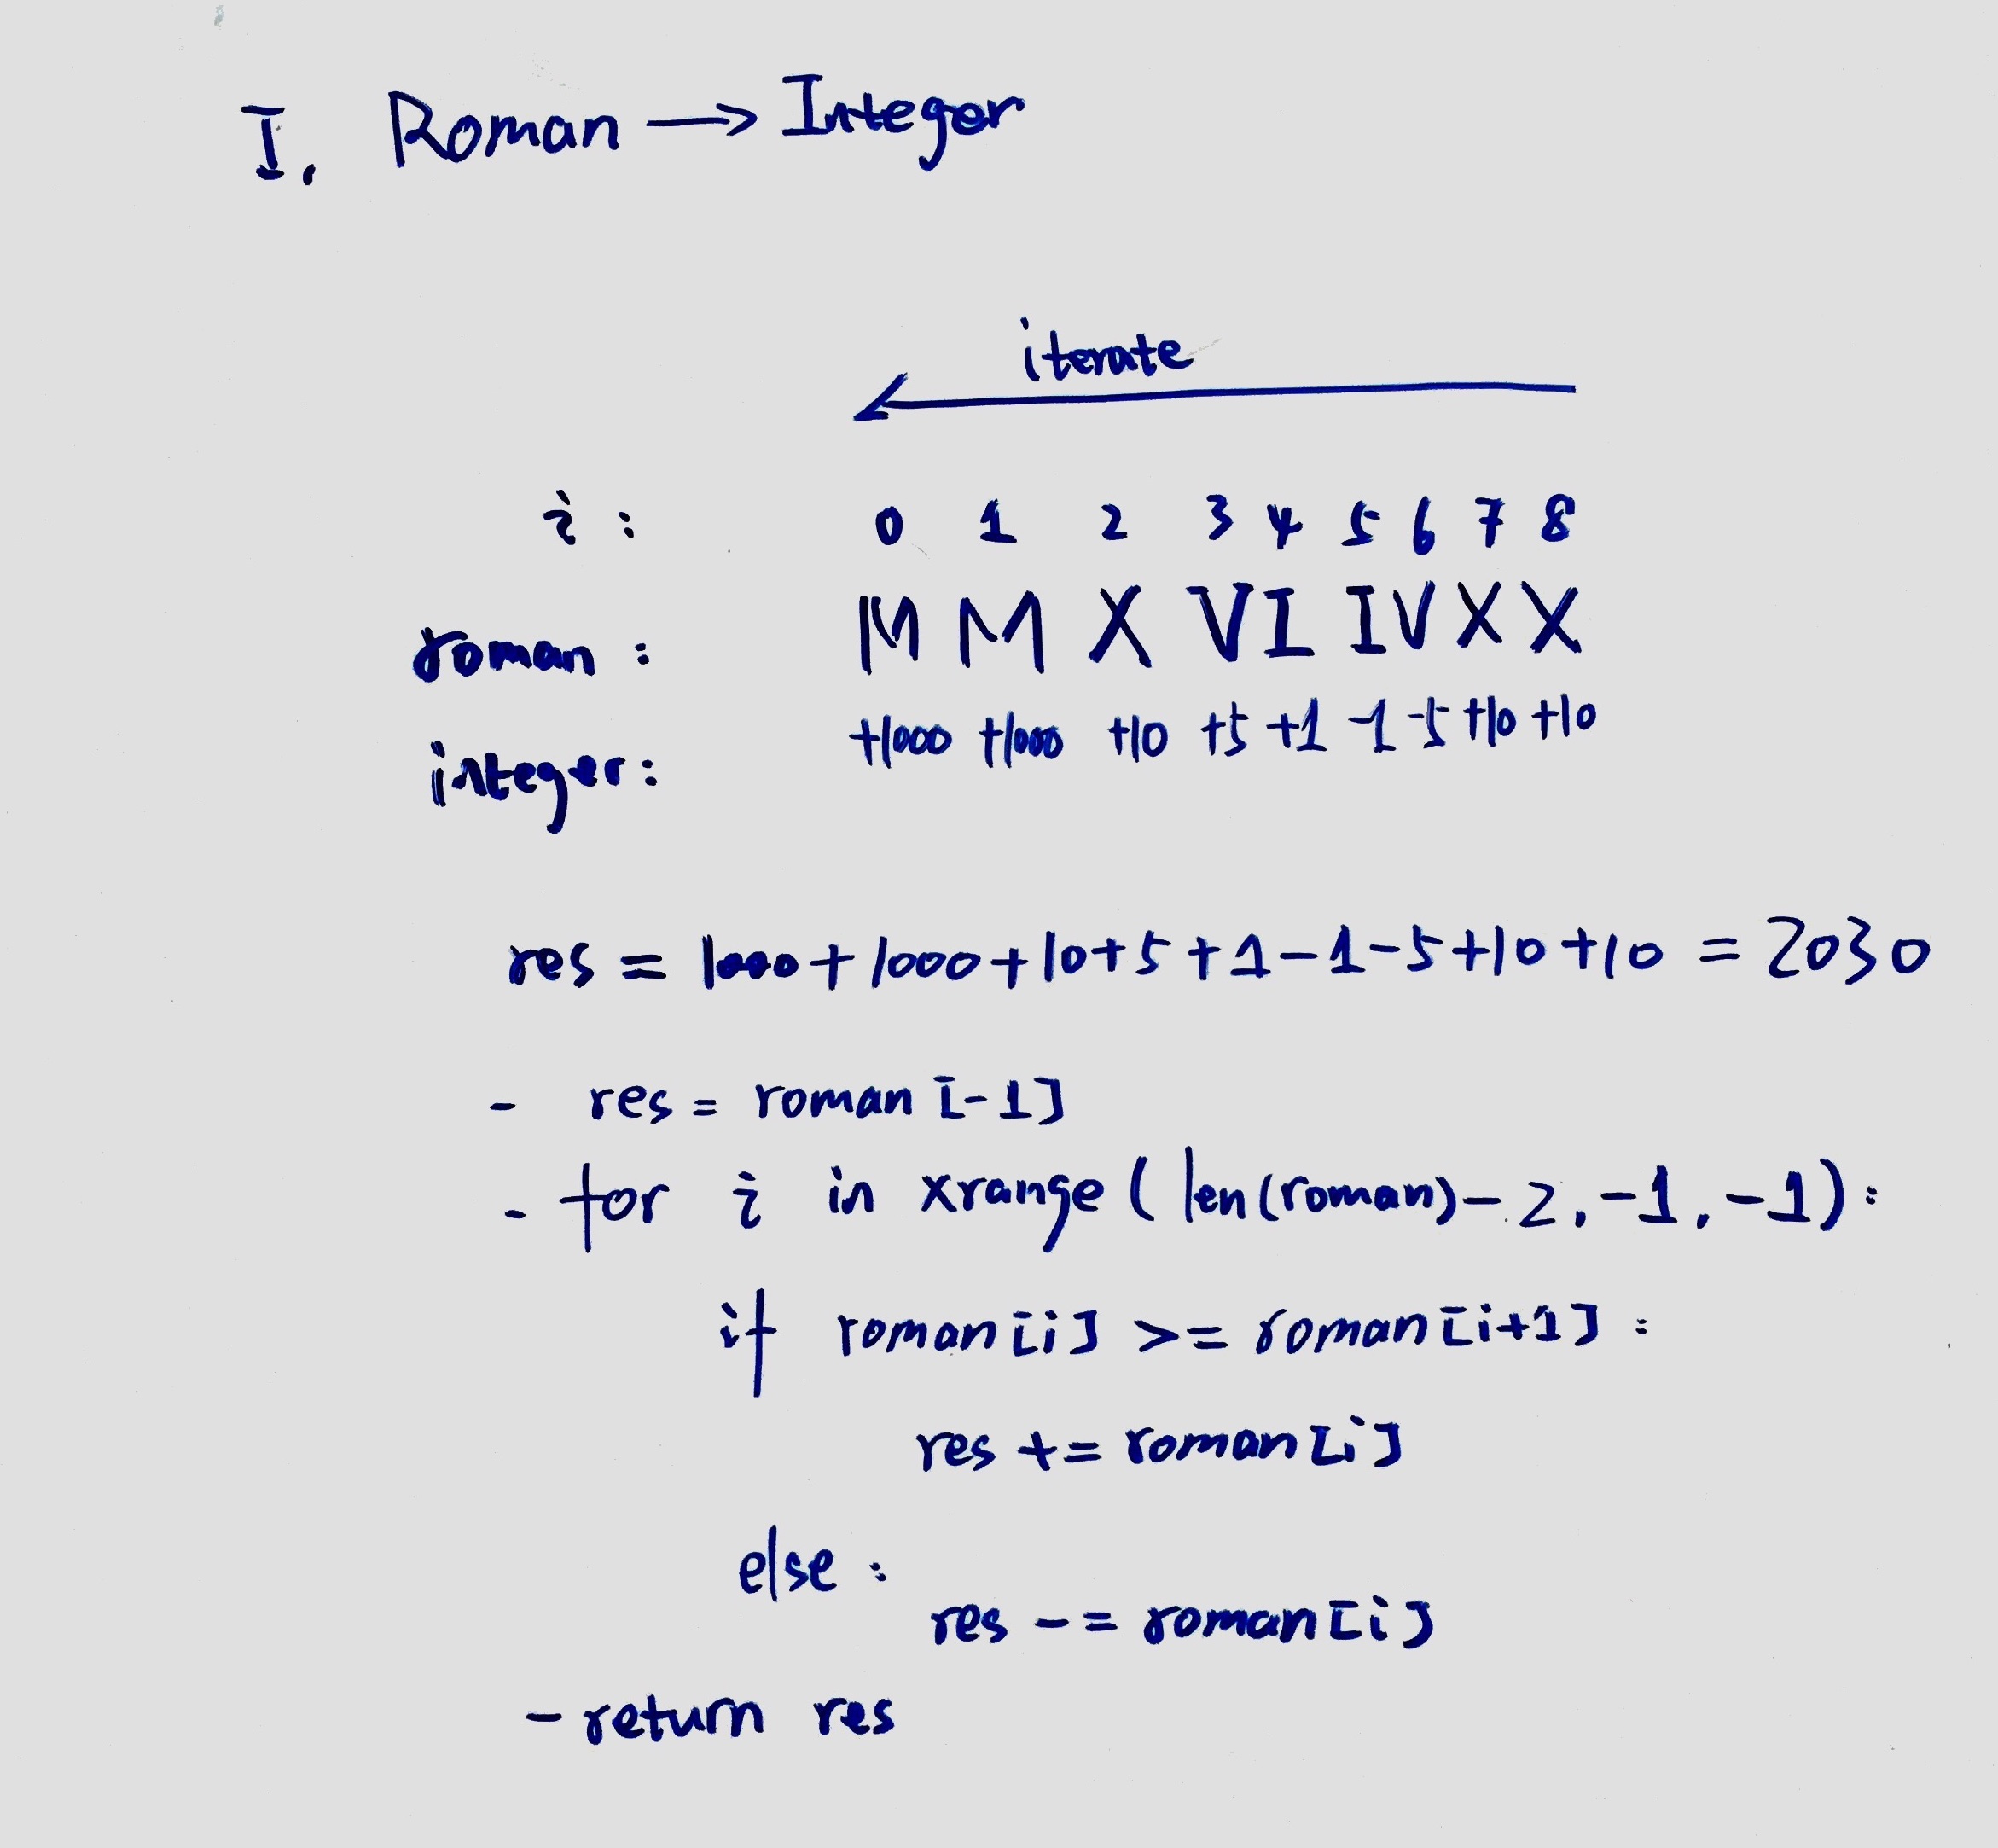 I. Roman → Integer
iterate
i: 0 1 2 3 4 5 6 7 8
roman: M M X V I I V X X
integer: +1000 +1000 +10 +5 +1 -1 -5 +10 +10
res = 1000+1000+10+5+1-1-5+10+10 = 2030
- res = roman[-1]
- for i in xrange(len(roman)-2,-1,-1):
if roman[i] >= roman[i+1]:
res += roman[i]
else:
res -= roman[i]
- return res